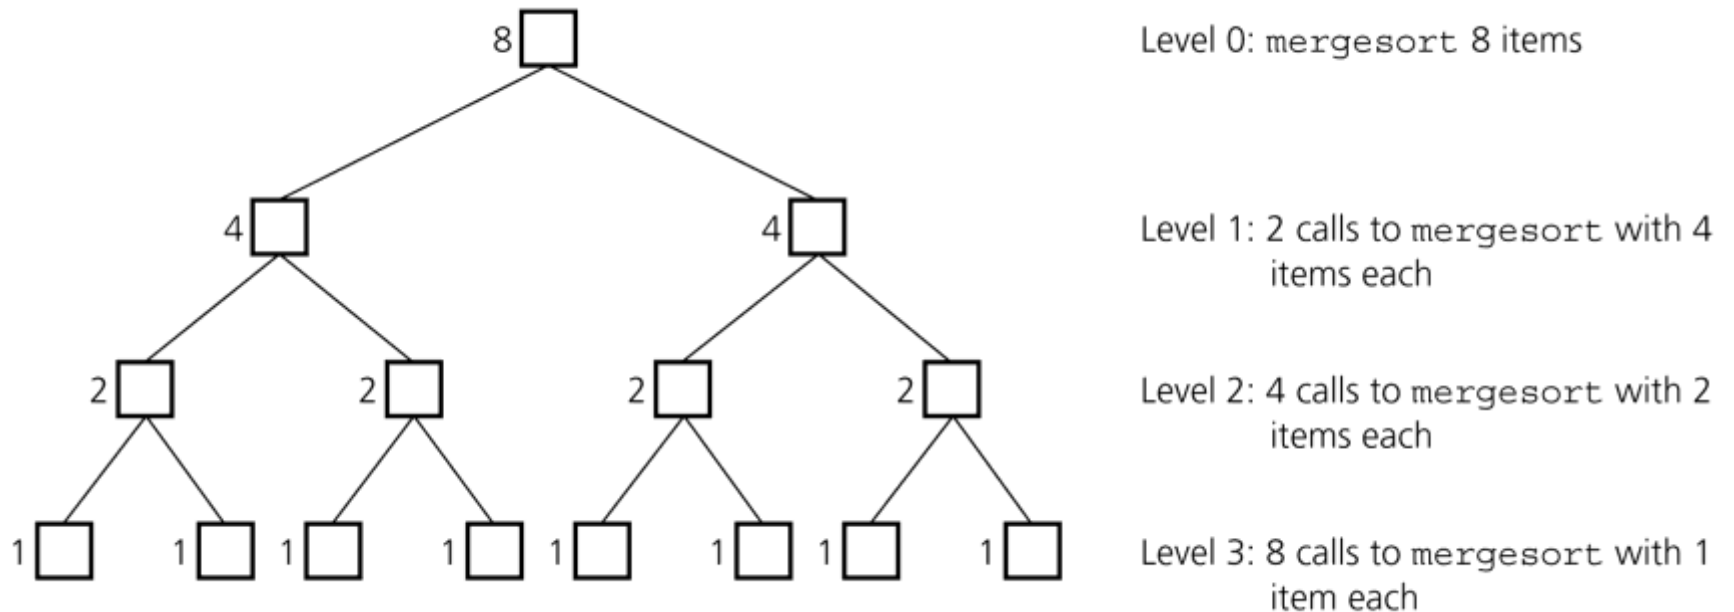 8
Level 0: mergesort 8 items
4
4
Level 1: 2 calls to mergesort with 4
items each
2
2
2
2
Level 2: 4 calls to mergesort with 2
items each
1
1
1
1
1
1
1
1
Level 3: 8 calls to mergesort with 1
item each